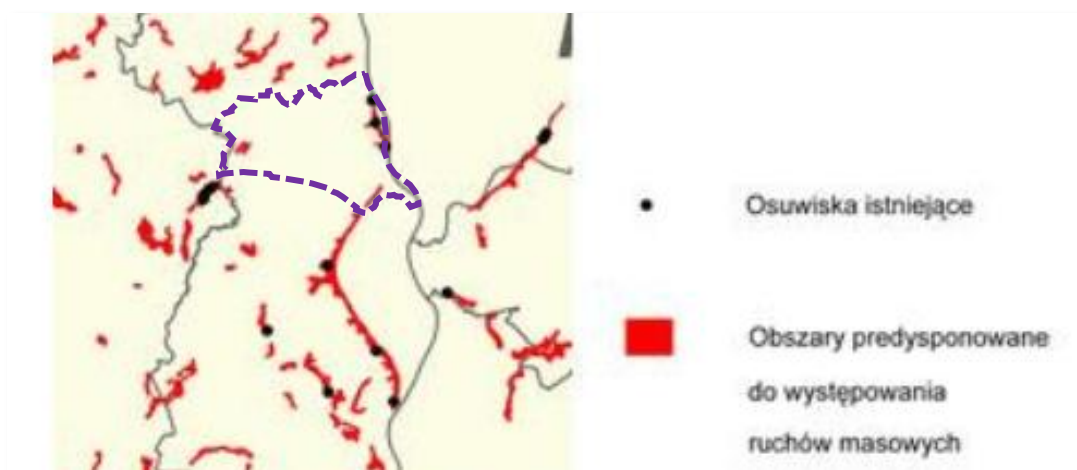 Osuwiska istniejące
Obszary predysponowane
do występowania
ruchów masowych